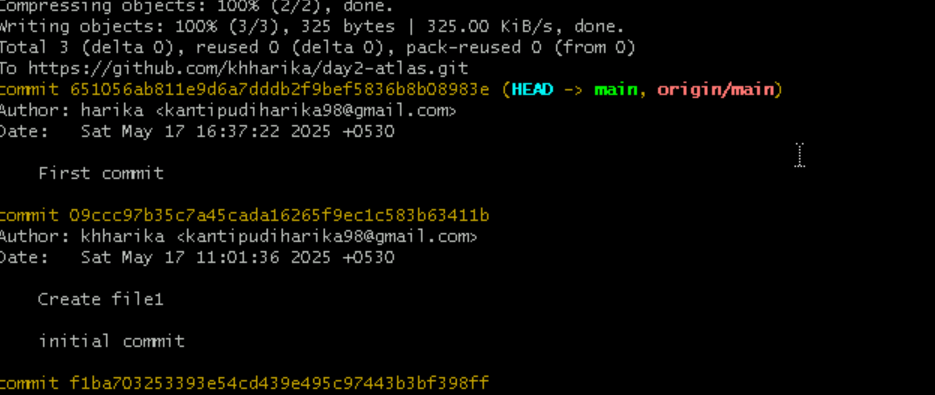 Compressing objects: 100% (2/2), done.
Writing objects: 100% (3/3), 325 bytes | 325.00 KiB/s, done.
Total 3 (delta 0), reused 0 (delta 0), pack-reused 0 (from 0)
To https://github.com/khharika/day2-atlas.git
commit 651056ab811e9d6a7dddb2f9bef5836b8b08983e (HEAD -> main, origin/main)
Author: harika <kantipudiharika98@gmail.com>
Date:   Sat May 17 16:37:22 2025 +0530
First commit
commit 09ccc97b35c7a45cada16265f9ec1c583b63411b
Author: khharika <kantipudiharika98@gmail.com>
Date:   Sat May 17 11:01:36 2025 +0530
Create file1
initial commit
commit f1ba703253393e54cd439e495c97443b3bf398ff